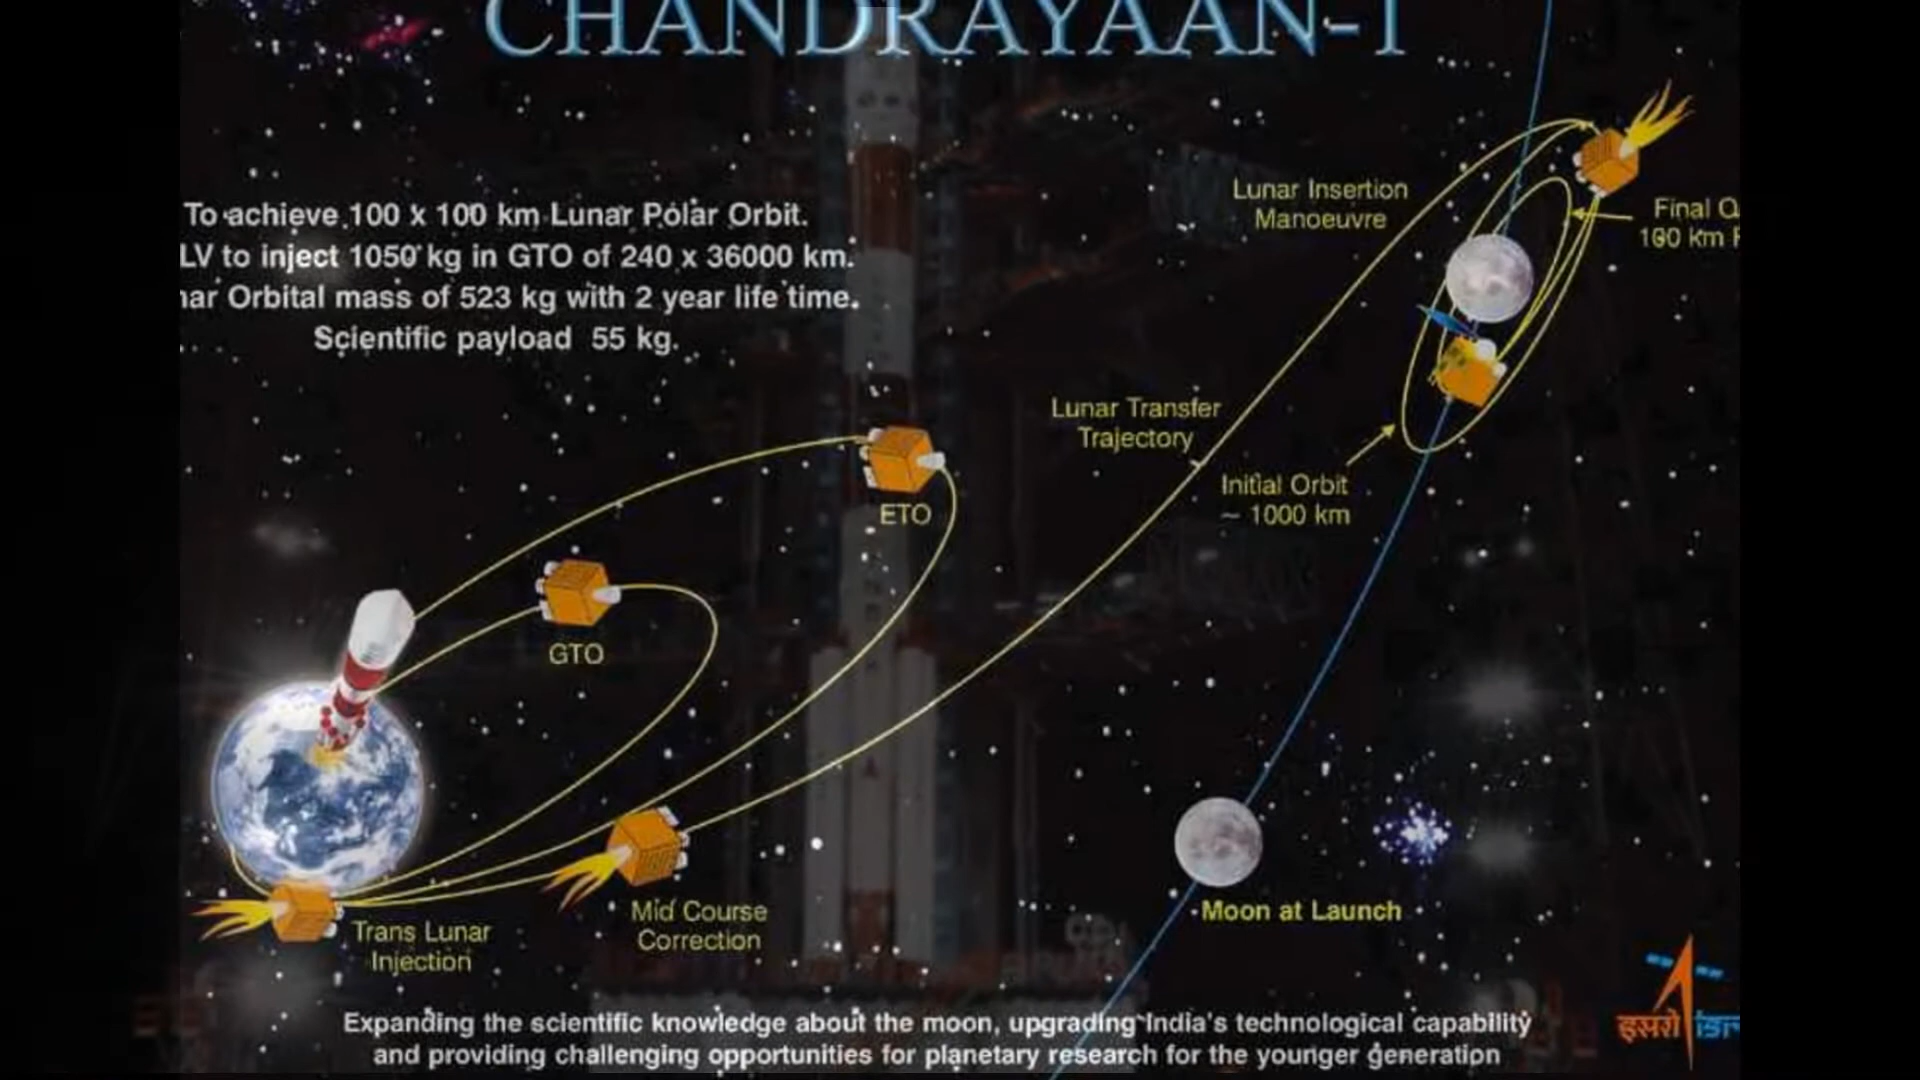 CHANDRAYAAN-1
To achieve 100 x 100 km Lunar Polar Orbit.
LV to inject 1050 kg in GTO of 240 x 36000 km.
ar Orbital mass of 523 kg with 2 year life time.
Scientific payload 55 kg.
Lunar Insertion
Manoeuvre
Final
100 km
Lunar Transfer
Trajectory
Initial Orbit
~ 1000 km
ETO
GTO
Mid Course
Correction
Trans Lunar
Injection
Moon at Launch
Expanding the scientific knowledge about the moon, upgrading India's technological capability
and providing challenging opportunities for planetary research for the younger generation
इसरो isr